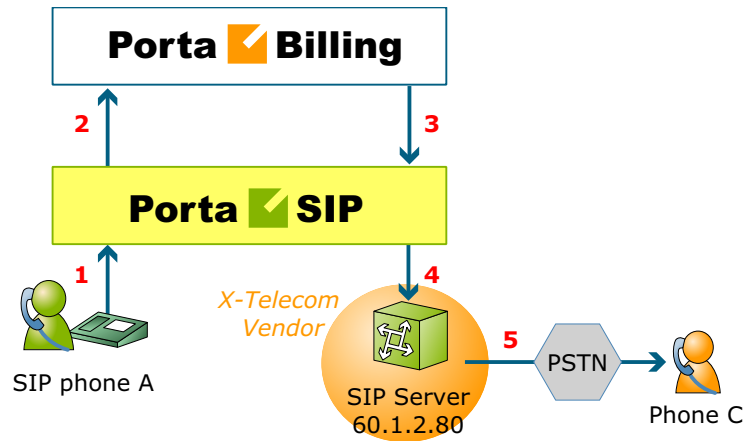 Porta Billing
2
3
Porta SIP
1
4
X-Telecom
Vendor
5
PSTN
SIP phone A
SIP Server
60.1.2.80
Phone C